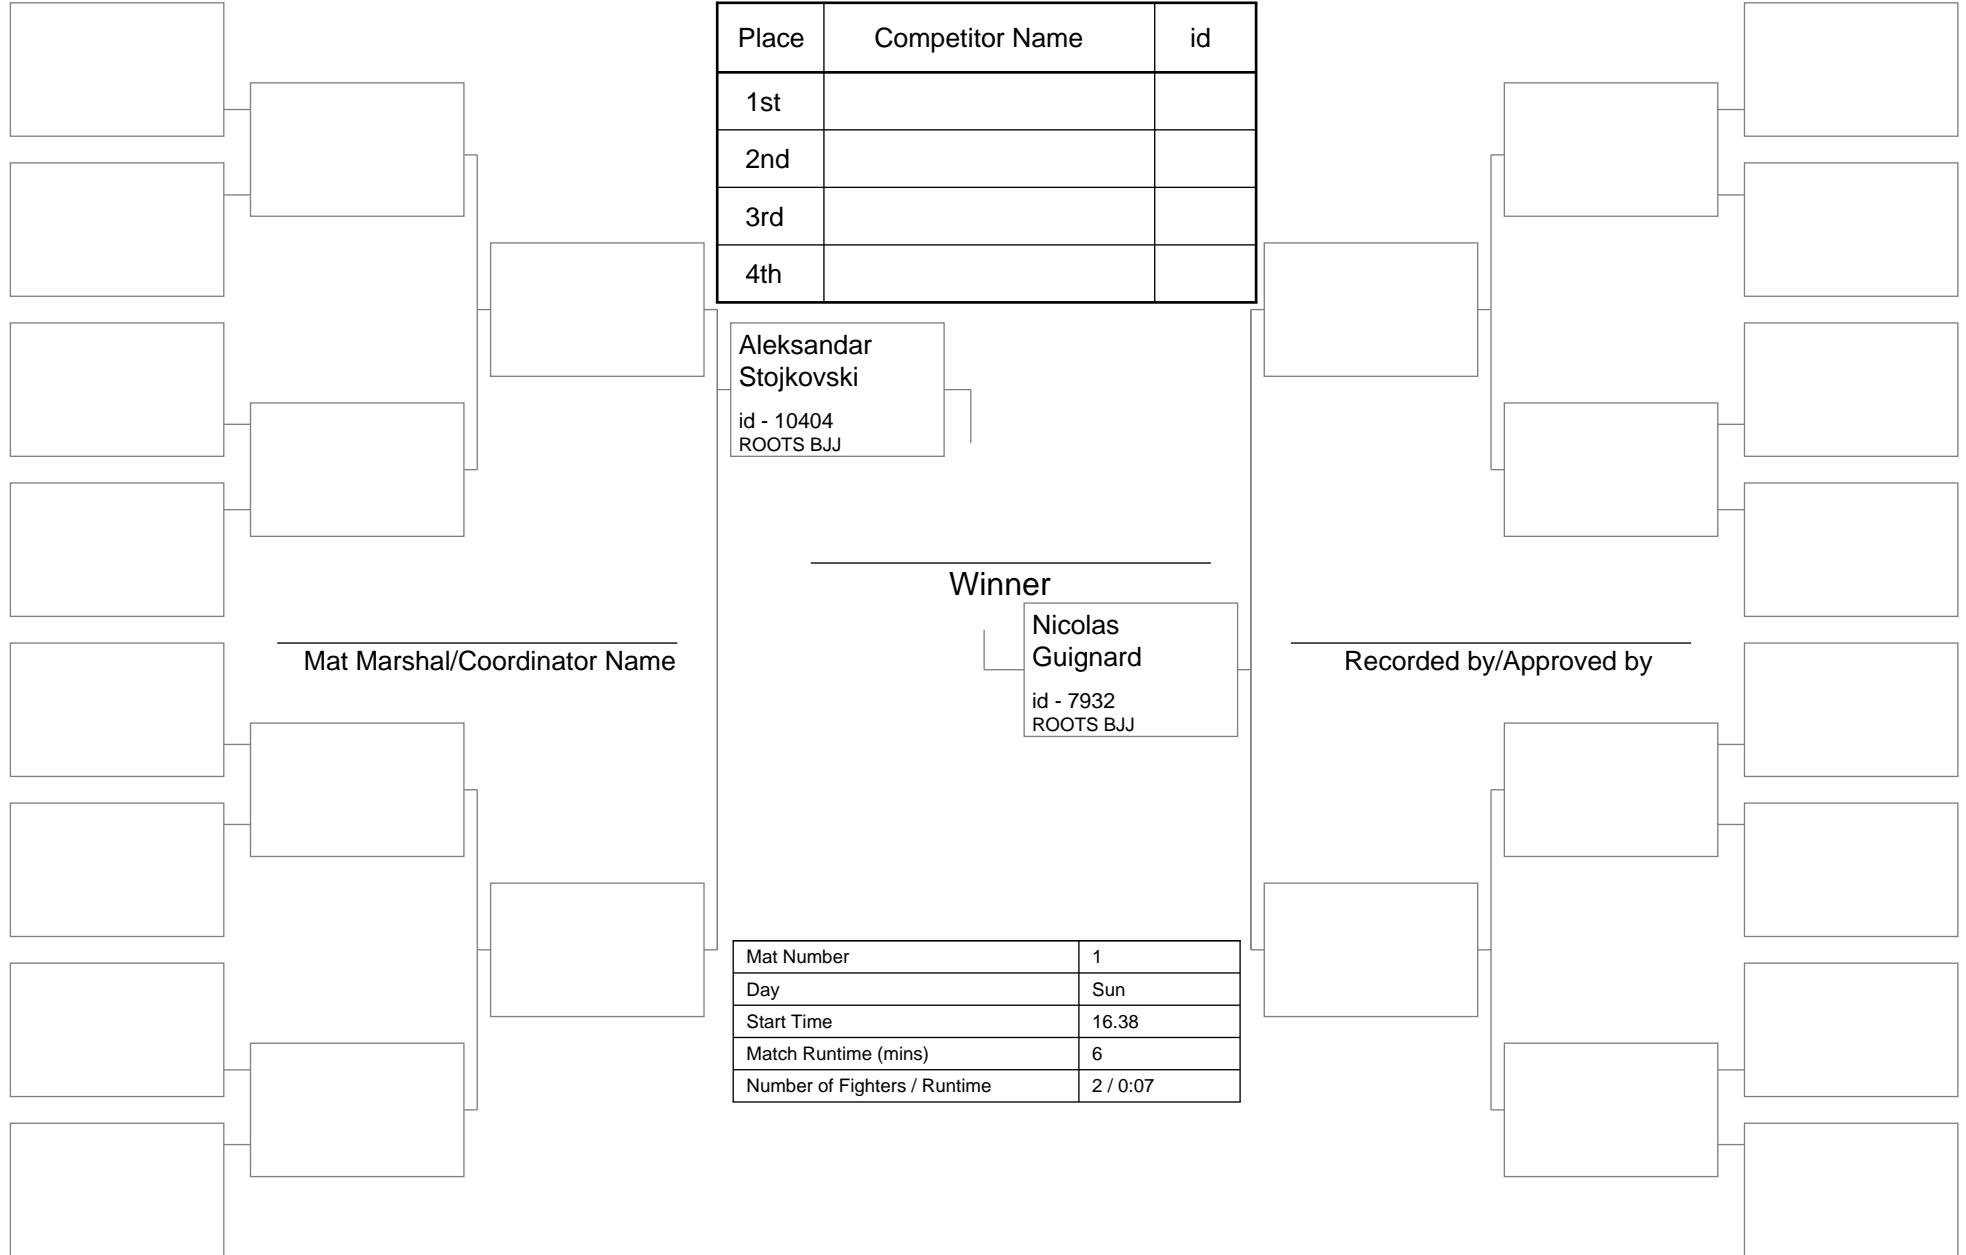 Place Competitor Name id
1st
2nd
3rd
4th
Aleksandar
Stojkovski
id - 10404
ROOTS BJJ
Winner
Nicolas
Guignard
id - 7932
ROOTS BJJ
Mat Marshal/Coordinator Name
Recorded by/Approved by
Mat Number 1
Day Sun
Start Time 16.38
Match Runtime (mins) 6
Number of Fighters / Runtime 2 / 0:07